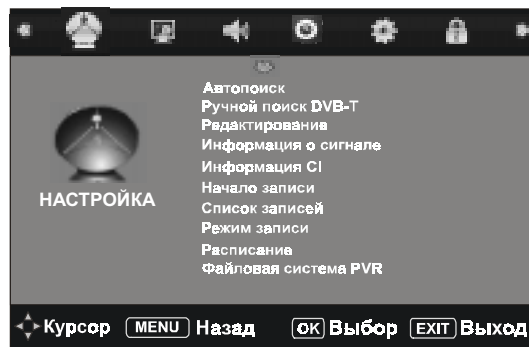 Автопоиск
Ручной поиск DVB-T
Редактирование
Информация о сигнале
Информация CI
Начало записи
Список записей
Режим записи
Расписание
Файловая система PVR
НАСТРОЙКА
Курсор MENU Назад OK Выбор EXIT Выход